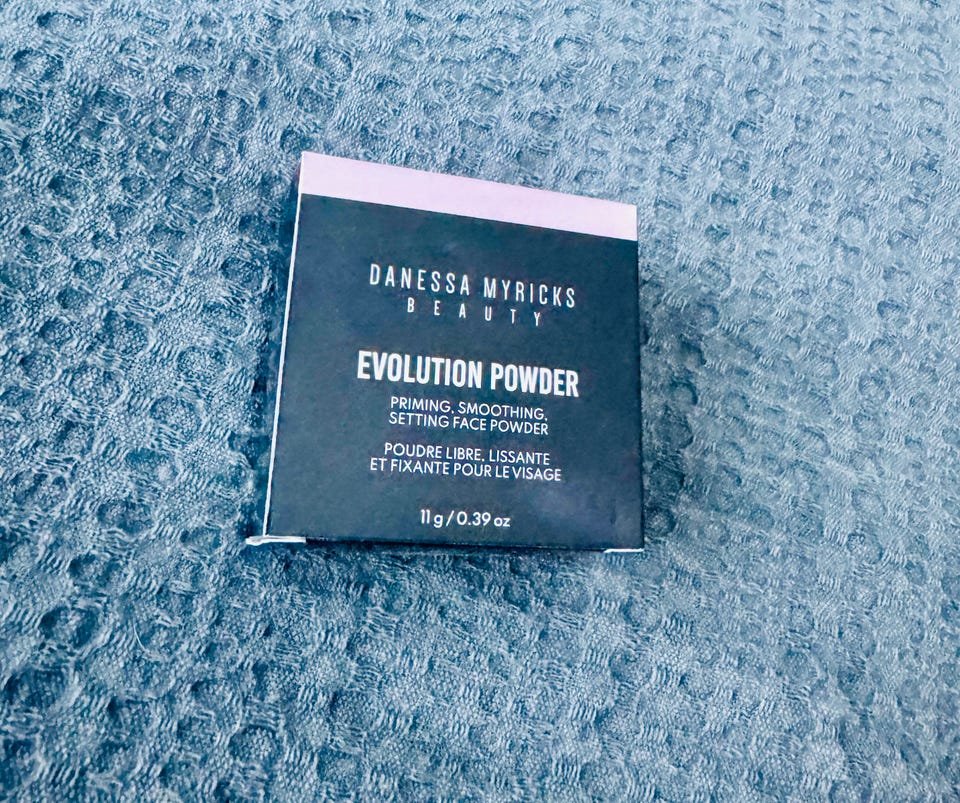 DANESSA MYRICKS
BEAUTY
EVOLUTION POWDER
PRIMING, SMOOTHING,
SETTING FACE POWDER
POUDRE LIBRE, LISSANTE
ET FIXANTE POUR LE VISAGE
11 g / 0.39 oz